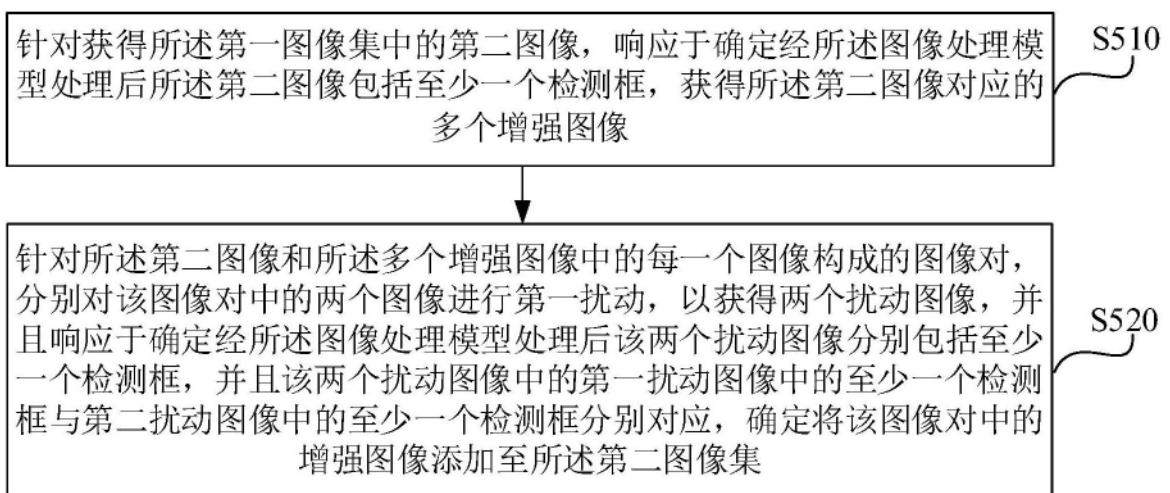 针对获得所述第一图像集中的第二图像，响应于确定经所述图像处理模
型处理后所述第二图像包括至少一个检测框，获得所述第二图像对应的
多个增强图像
S510
针对所述第二图像和所述多个增强图像中的每一个图像构成的图像对，
分别对该图像对中的两个图像进行第一扰动，以获得两个扰动图像，并
且响应于确定经所述图像处理模型处理后该两个扰动图像分别包括至少
一个检测框，并且该两个扰动图像中的第一扰动图像中的至少一个检测
框与第二扰动图像中的至少一个检测框分别对应，确定将该图像对中的
增强图像添加至所述第二图像集
S520